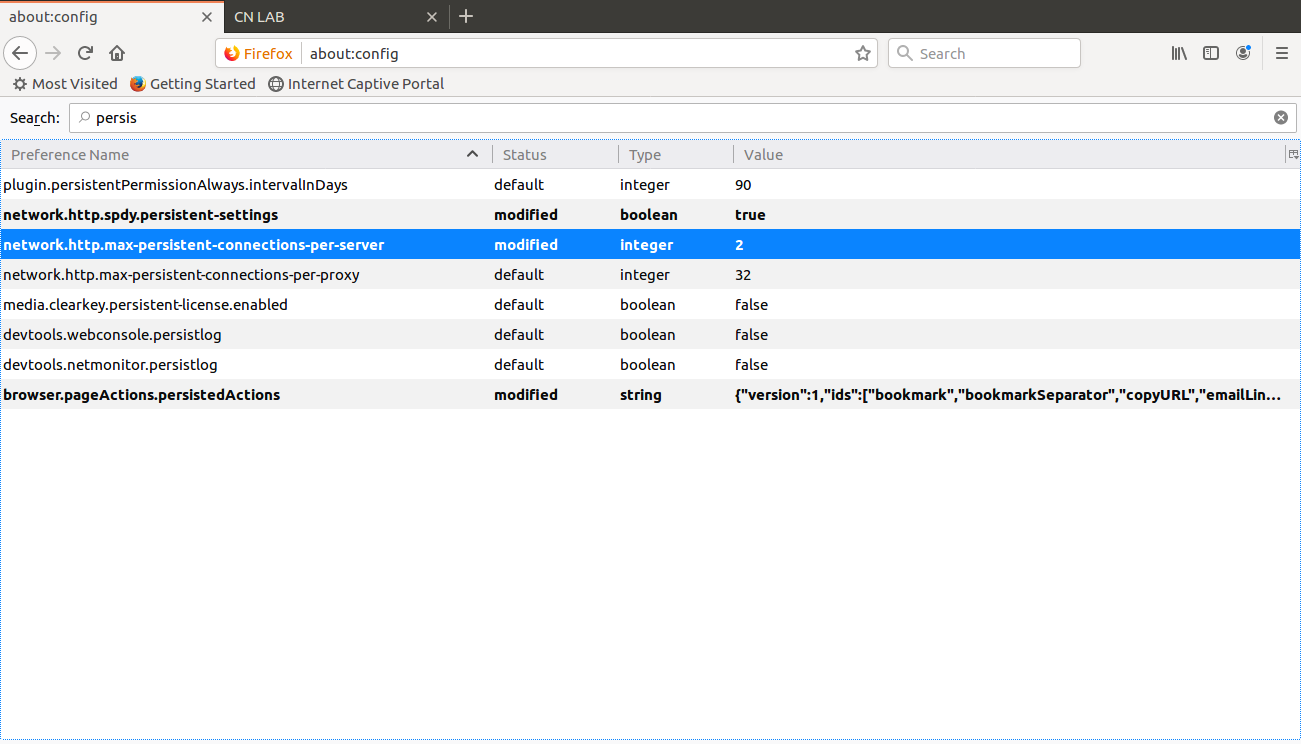 about:config CN LAB
Firefox about:config Search
Most Visited Getting Started Internet Captive Portal
Search: persis
Preference Name Status Type Value
plugin.persistentPermissionAlways.intervalInDays default integer 90
network.http.spdy.persistent-settings modified boolean true
network.http.max-persistent-connections-per-server modified integer 2
network.http.max-persistent-connections-per-proxy default integer 32
media.clearkey.persistent-license.enabled default boolean false
devtools.webconsole.persistlog default boolean false
devtools.netmonitor.persistlog default boolean false
browser.pageActions.persistedActions modified string {"version":1,"ids":["bookmark","bookmarkSeparator","copyURL","emailLin...